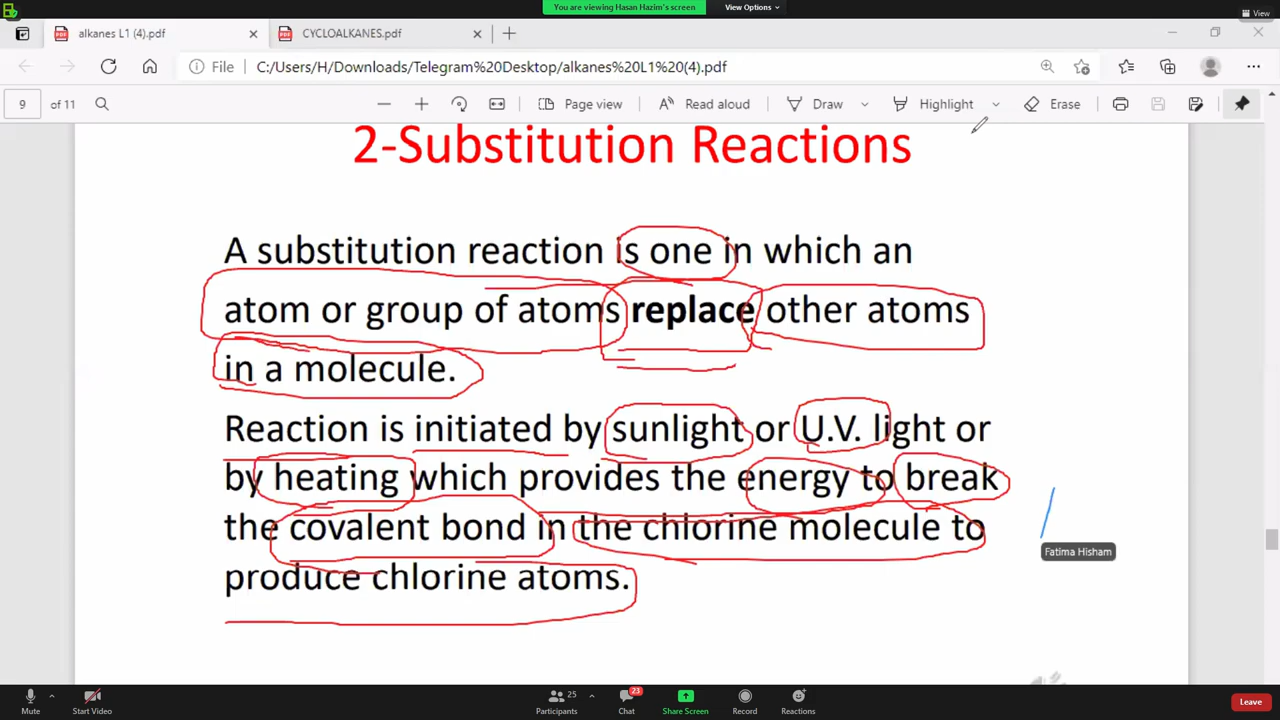 You are viewing Hasan Hazim's screen
View Options
View
alkanes L1 (4).pdf
CYCLOALKANES.pdf
File
C:/Users/H/Downloads/Telegram%20Desktop/alkanes%20L1%20(4).pdf
9 of 11
Page view
Read aloud
Draw
Highlight
Erase
2-Substitution Reactions
A substitution reaction is one in which an
atom or group of atoms replace other atoms
in a molecule.
Reaction is initiated by sunlight or U.V. light or
by heating which provides the energy to break
the covalent bond in the chlorine molecule to
produce chlorine atoms.
Fatima Hisham
Mute
Start Video
25
Participants
23
Chat
Share Screen
Record
Reactions
Leave